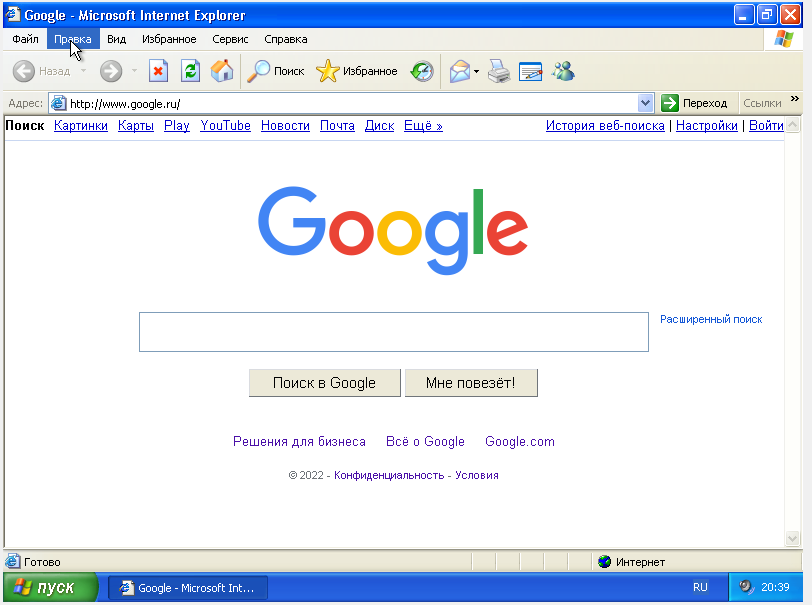 Google - Microsoft Internet Explorer
Файл Правка Вид Избранное Сервис Справка
Назад Поиск Избранное
Адрес: http://www.google.ru/ Переход Ссылки »
Поиск Картинки Карты Play YouTube Новости Почта Диск Ещё » История веб-поиска | Настройки | Войти
Google
Расширенный поиск
Поиск в Google Мне повезёт!
Решения для бизнеса Всё о Google Google.com
© 2022 - Конфиденциальность - Условия
Готово Интернет
пуск Google - Microsoft Int... RU 20:39